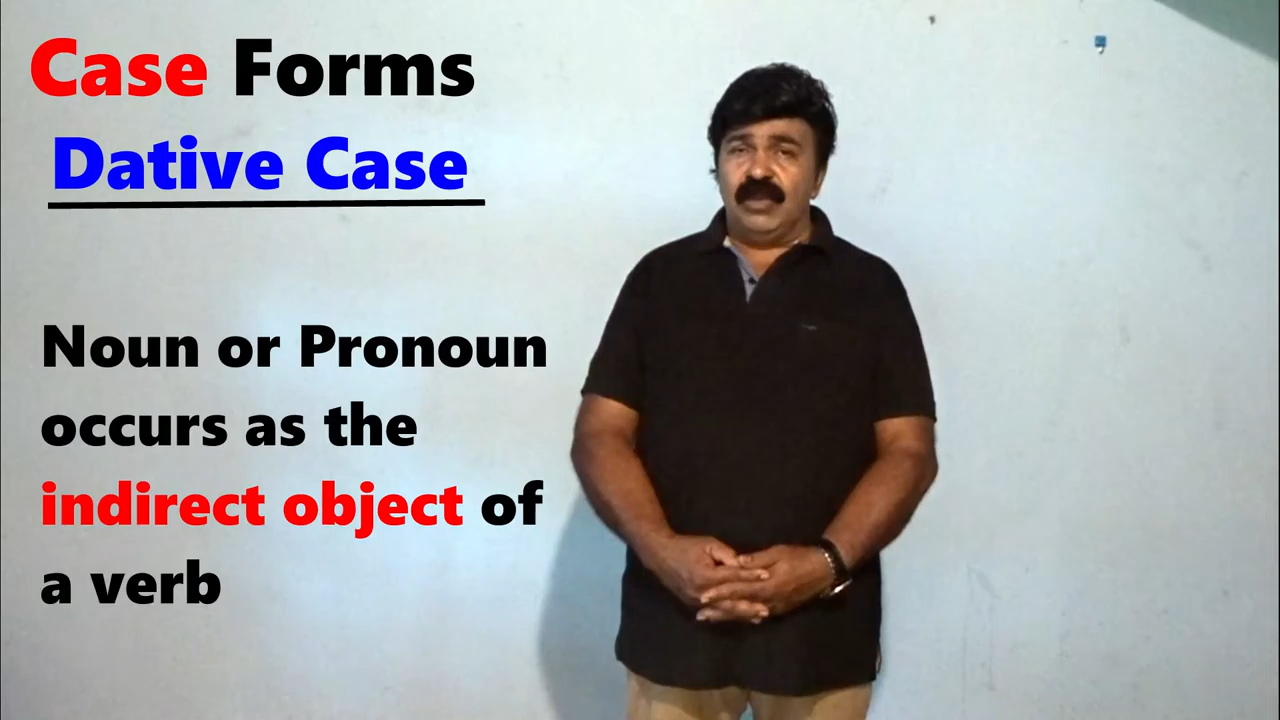 Case Forms
Dative Case
Noun or Pronoun
occurs as the
indirect object of
a verb